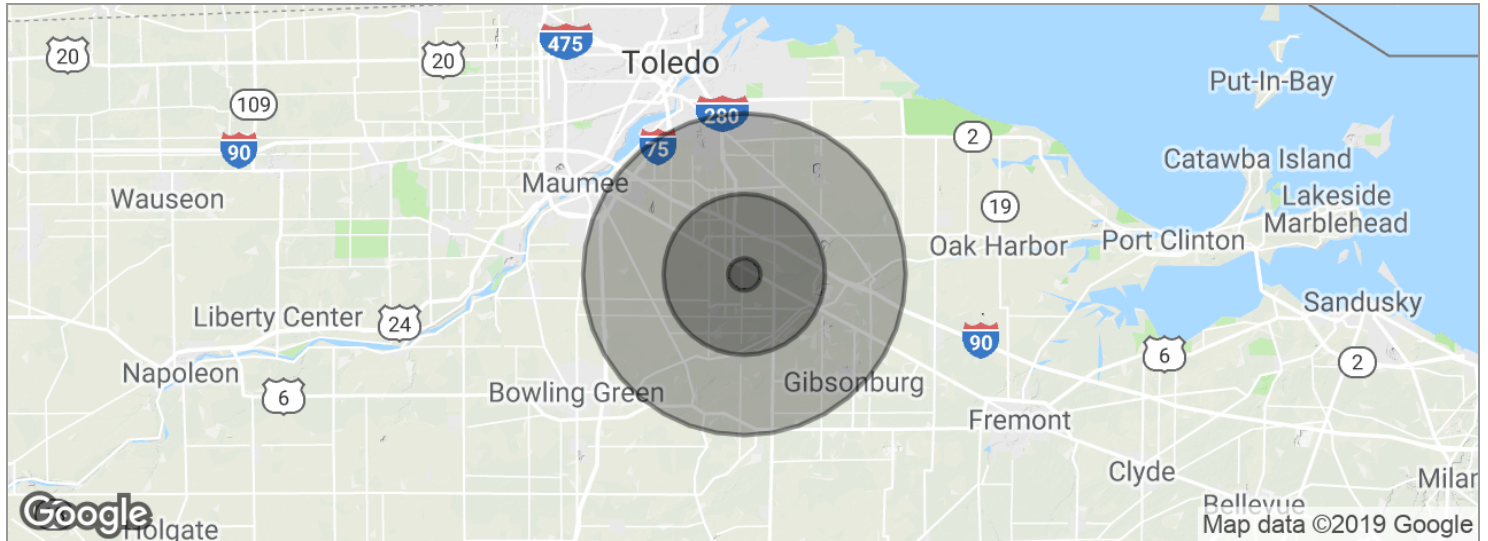 20
475
20
Toledo
Put-In-Bay
109
280
2
90
75
Catawba Island
Maumee
Wauseon
19
Lakeside
Marblehead
Oak Harbor
Port Clinton
Liberty Center
24
Sandusky
90
6
2
Napoleon
6
Bowling Green
Gibsonburg
Fremont
Clyde
Milan
Bellevue
Google
Holgate
Map data ©2019 Google